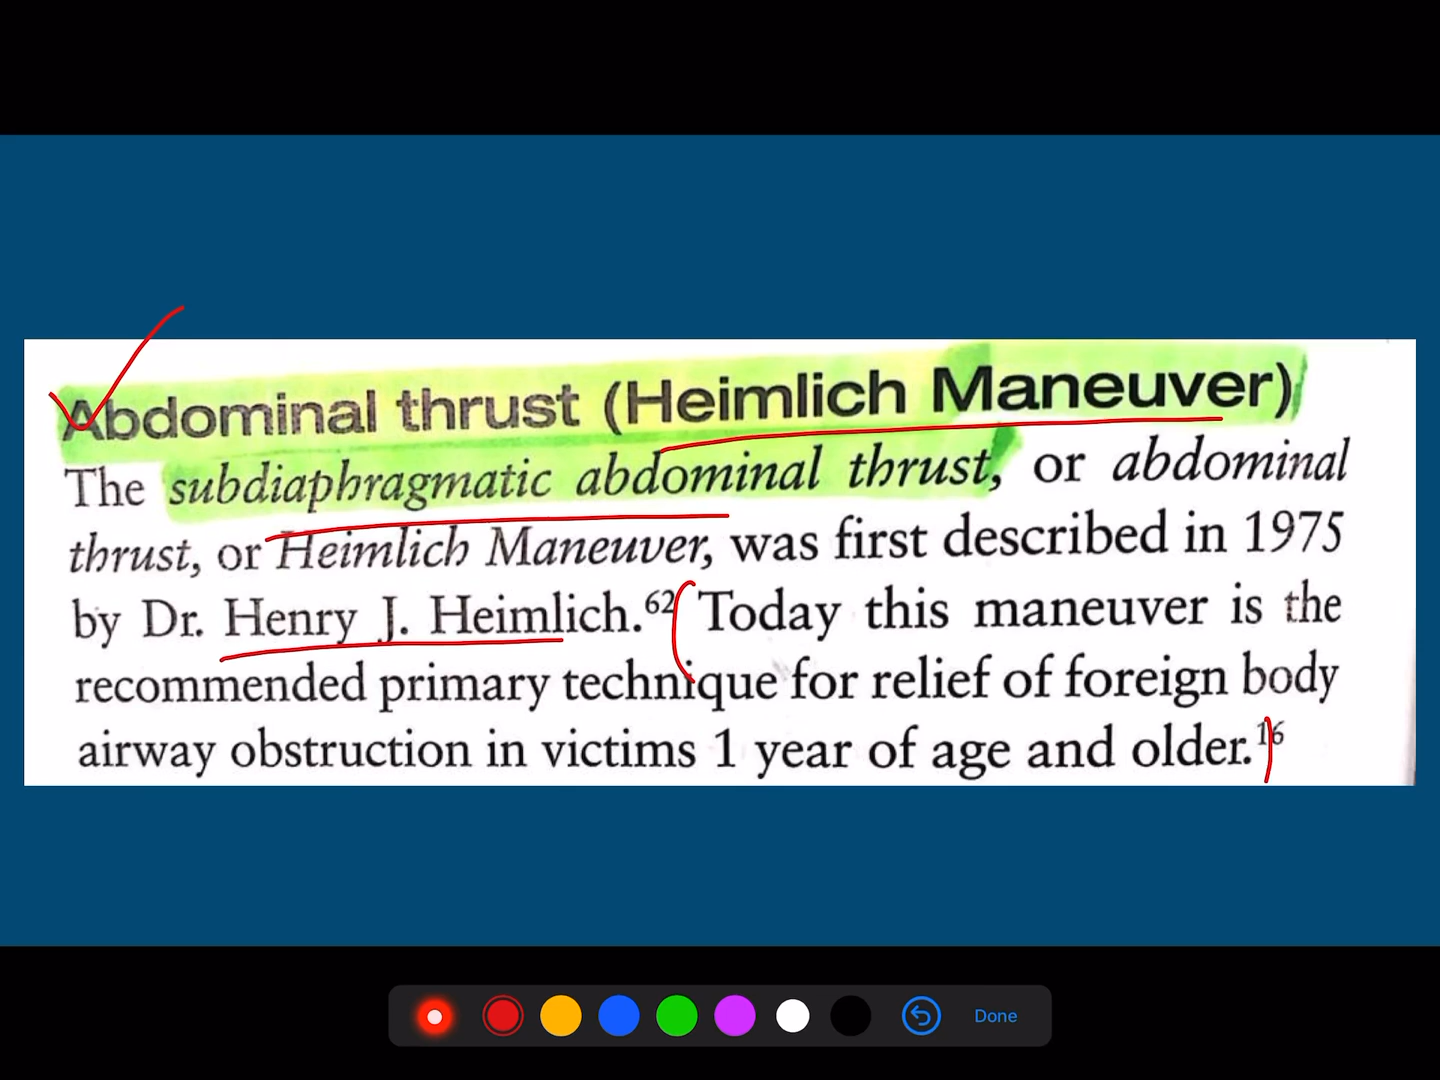 Abdominal thrust (Heimlich Maneuver)
The subdiaphragmatic abdominal thrust, or abdominal
thrust, or Heimlich Maneuver, was first described in 1975
by Dr. Henry J. Heimlich.62 Today this maneuver is the
recommended primary technique for relief of foreign body
airway obstruction in victims 1 year of age and older.16
Done